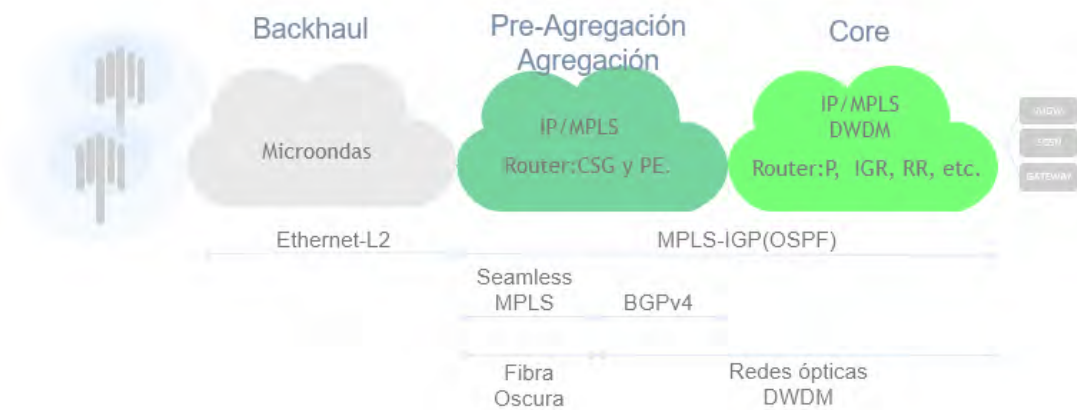 Backhaul
Pre-Agregación
Agregación
Core
Microondas
IP/MPLS
Router:CSG y PE.
IP/MPLS
DWDM
Router:P, IGR, RR, etc.
GATEWAY
Ethernet-L2
MPLS-IGP(OSPF)
Seamless
MPLS
BGPv4
Fibra
Oscura
Redes ópticas
DWDM